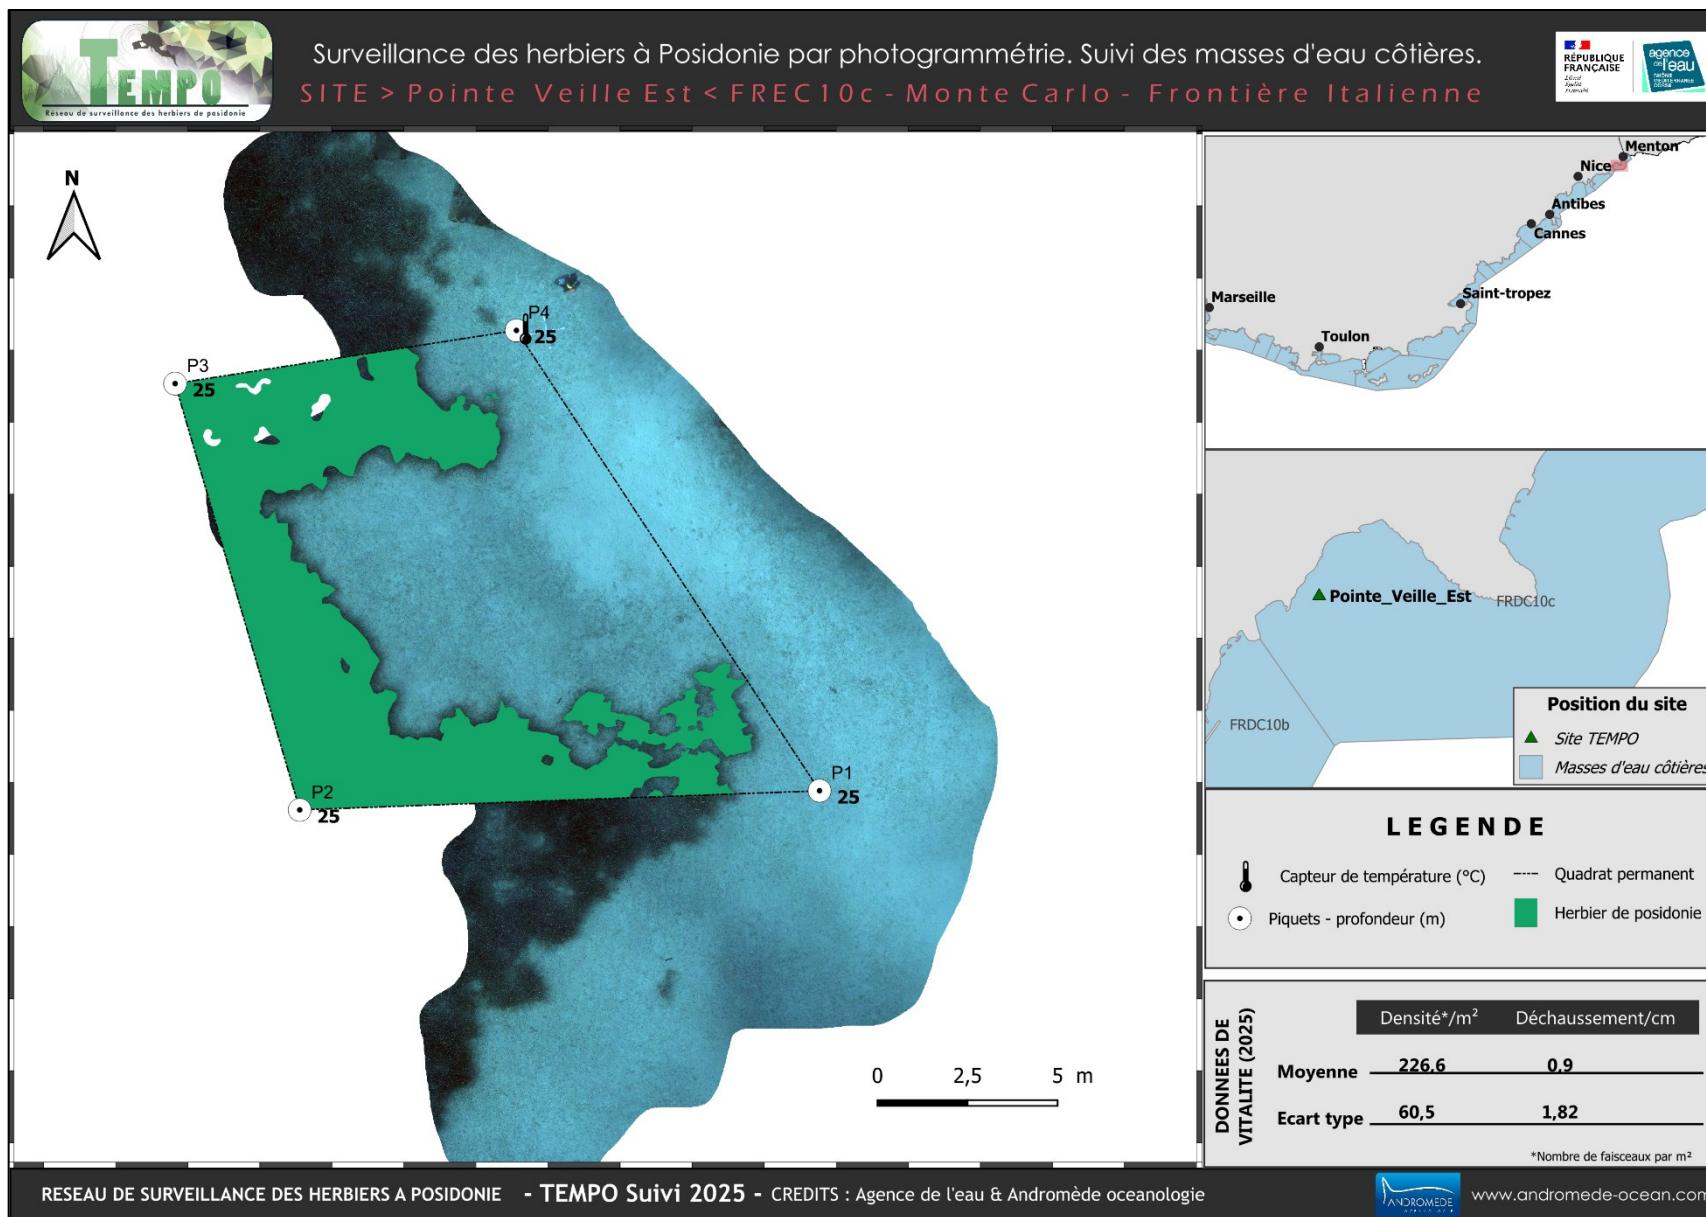 TEMPO
Réseau de surveillance des herbiers de posidonie
Surveillance des herbiers à Posidonie par photogrammétrie. Suivi des masses d'eau côtières.
SITE > Pointe Veille Est < FREC10c - Monte Carlo - Frontière Italienne
RÉPUBLIQUE
FRANÇAISE
Liberté
Égalité
Fraternité
agence
de l'eau
RHÔNE
MÉDITERRANÉE
CORSE
N
P4
25
P3
25
P2
25
P1
25
0 2,5 5 m
Menton
Nice
Antibes
Cannes
Saint-tropez
Marseille
Toulon
Pointe_Veille_Est
FRDC10c
FRDC10b
Position du site
Site TEMPO
Masses d'eau côtières
LEGENDE
Capteur de température (°C)
Quadrat permanent
Piquets - profondeur (m)
Herbier de posidonie
DONNEES DE
VITALITE (2025)
Densité*/m² Déchaussement/cm
Moyenne 226,6 0,9
Ecart type 60,5 1,82
*Nombre de faisceaux par m²
RESEAU DE SURVEILLANCE DES HERBIERS A POSIDONIE - TEMPO Suivi 2025 - CREDITS : Agence de l'eau & Andromède oceanologie
ANDROMEDE
www.andromede-ocean.com